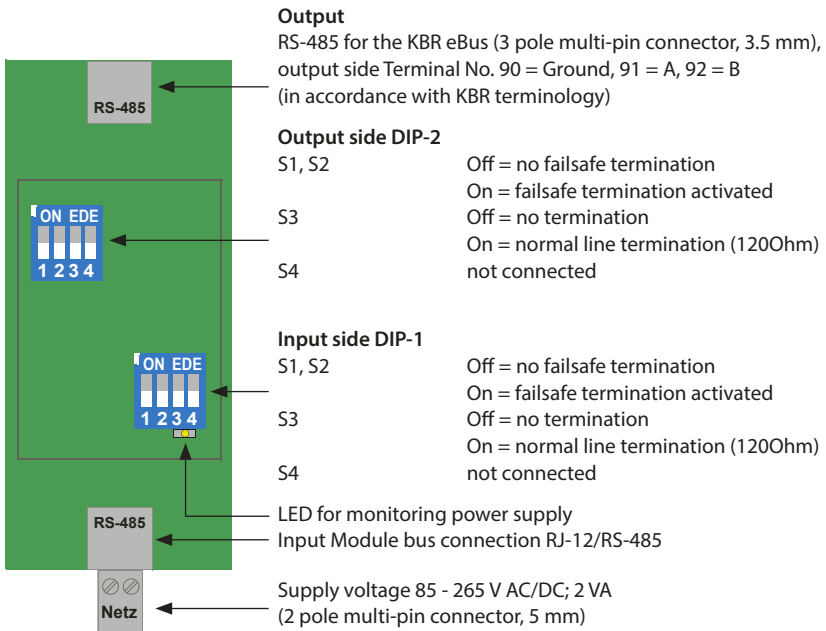 Output
RS-485 for the KBR eBus (3 pole multi-pin connector, 3.5 mm),
output side Terminal No. 90 = Ground, 91 = A, 92 = B
(in accordance with KBR terminology)
RS-485
Output side DIP-2
S1, S2 Off = no failsafe termination
On = failsafe termination activated
S3 Off = no termination
On = normal line termination (120Ohm)
S4 not connected
ON EDE
1 2 3 4
Input side DIP-1
S1, S2 Off = no failsafe termination
On = failsafe termination activated
S3 Off = no termination
On = normal line termination (120Ohm)
S4 not connected
ON EDE
1 2 3 4
LED for monitoring power supply
Input Module bus connection RJ-12/RS-485
RS-485
Supply voltage 85 - 265 V AC/DC; 2 VA
(2 pole multi-pin connector, 5 mm)
Netz